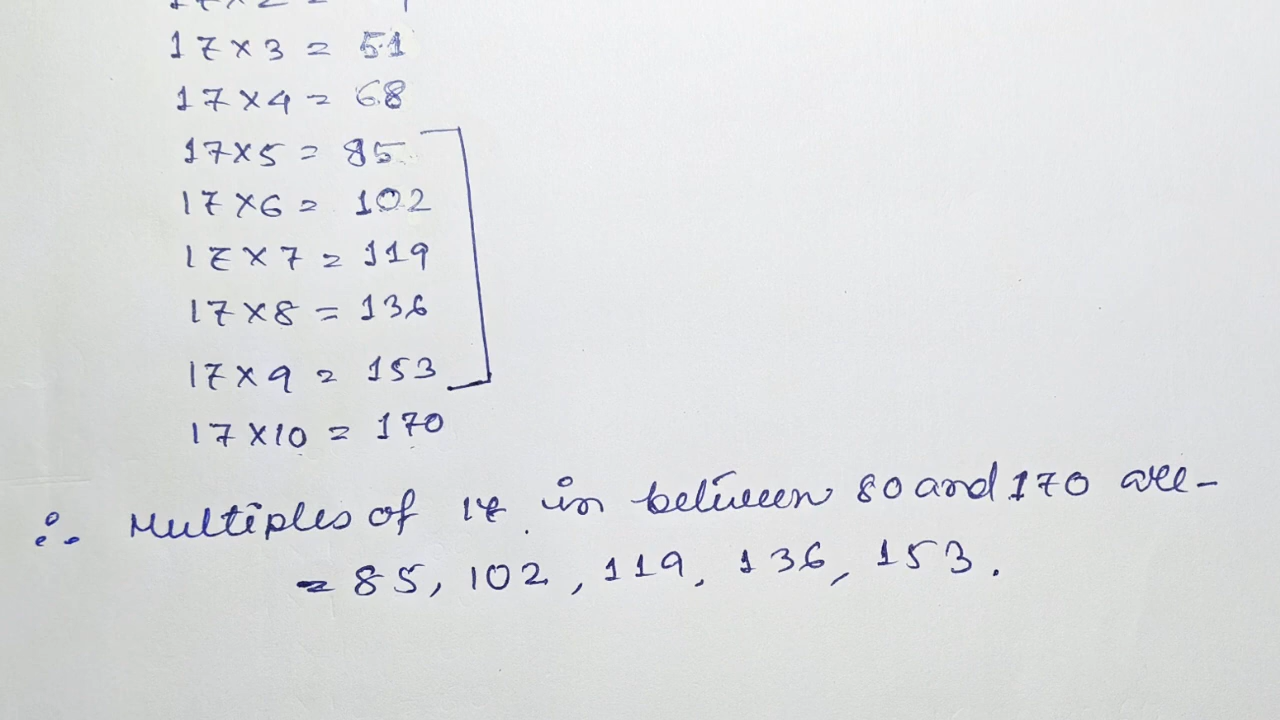 17×3 = 51
17×4 = 68
17×5 = 85
17×6 = 102
17×7 = 119
17×8 = 136
17×9 = 153
17×10 = 170
∴ Multiples of 17 in between 80 and 170 are-
= 85, 102, 119, 136, 153.